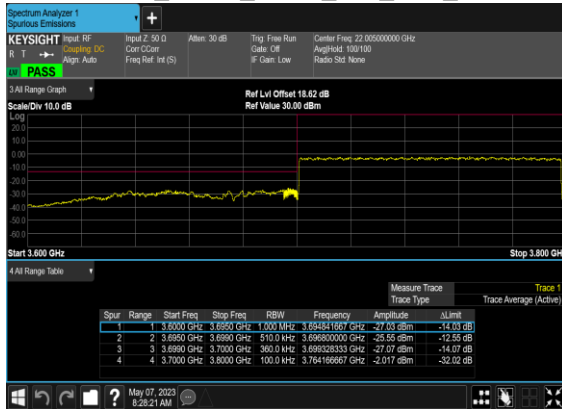 Spectrum Analyzer 1
Spurious Emissions
KEYSIGHT Input: RF Input Z: 50 Ω Atten: 30 dB Trig: Free Run Center Freq: 22.005000000 GHz
R T Coupling: DC Corr CCorr Gate: Off Avg|Hold: 100/100
Align: Auto Freq Ref: Int (S) IF Gain: Low Radio Std: None
LV PASS
3 All Range Graph
Ref Lvl Offset 18.62 dB
Scale/Div 10.0 dB Ref Value 30.00 dBm
Log
20.0
10.0
0.00
-10.0
-20.0
-30.0
-40.0
-50.0
-60.0
Start 3.600 GHz Stop 3.800 GH
4 All Range Table
Measure Trace Trace 1
Trace Type Trace Average (Active)
Spur Range Start Freq Stop Freq RBW Frequency Amplitude ΔLimit
1 1 3.6000 GHz 3.6950 GHz 1.000 MHz 3.694841667 GHz -27.03 dBm -14.03 dB
2 2 3.6950 GHz 3.6990 GHz 510.0 kHz 3.696800000 GHz -25.55 dBm -12.55 dB
3 3 3.6990 GHz 3.7000 GHz 360.0 kHz 3.699328333 GHz -27.07 dBm -14.07 dB
4 4 3.7000 GHz 3.8000 GHz 100.0 kHz 3.764166667 GHz -2.017 dBm -32.02 dB
May 07, 2023
8:28:21 AM